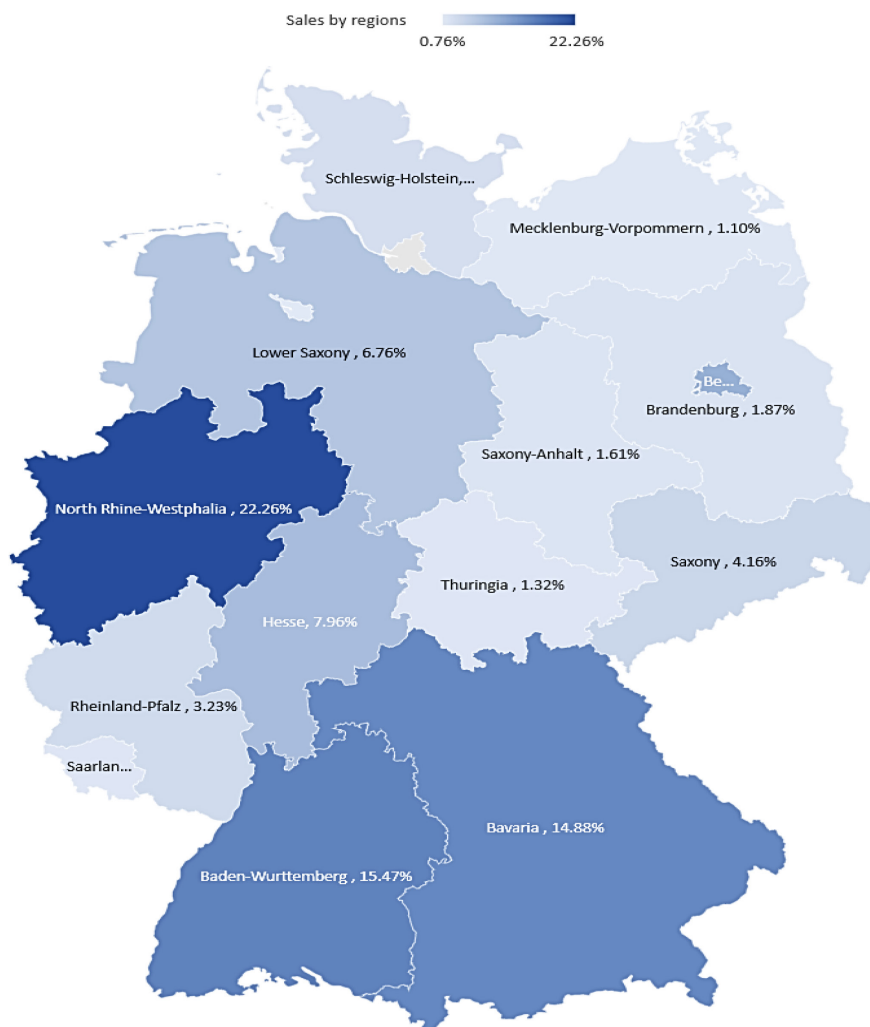 Sales by regions
0.76% 22.26%
Schleswig-Holstein,...
Mecklenburg-Vorpommern , 1.10%
Lower Saxony , 6.76%
Be...
Brandenburg , 1.87%
Saxony-Anhalt , 1.61%
North Rhine-Westphalia , 22.26%
Saxony , 4.16%
Thuringia , 1.32%
Hesse, 7.96%
Rheinland-Pfalz , 3.23%
Saarlan...
Bavaria , 14.88%
Baden-Wurttemberg , 15.47%